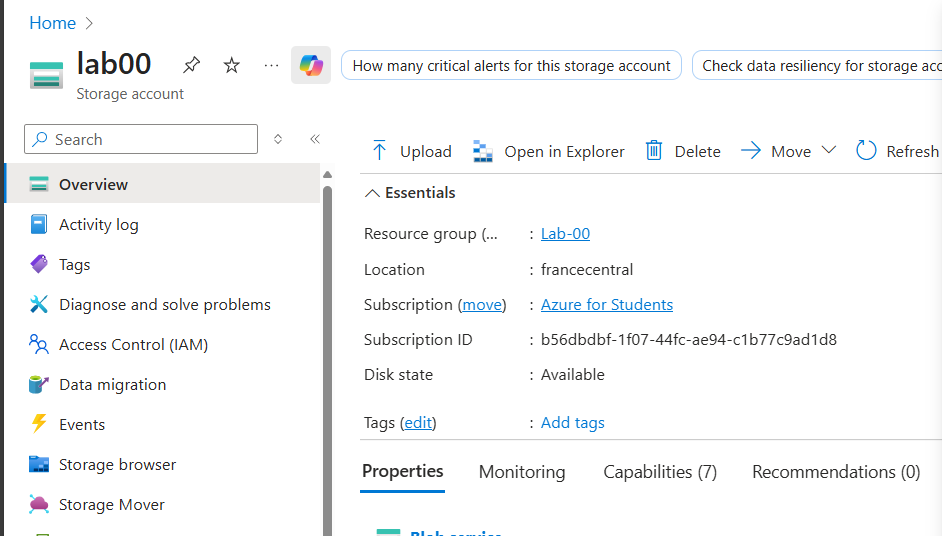 Home
lab00
Storage account
How many critical alerts for this storage account
Check data resiliency for storage acc
Search
Upload
Open in Explorer
Delete
Move
Refresh
Overview
Activity log
Tags
Diagnose and solve problems
Access Control (IAM)
Data migration
Events
Storage browser
Storage Mover
Essentials
Resource group (... : Lab-00
Location : francecentral
Subscription (move) : Azure for Students
Subscription ID : b56dbdbf-1f07-44fc-ae94-c1b77c9ad1d8
Disk state : Available
Tags (edit) : Add tags
Properties
Monitoring
Capabilities (7)
Recommendations (0)
Blob service